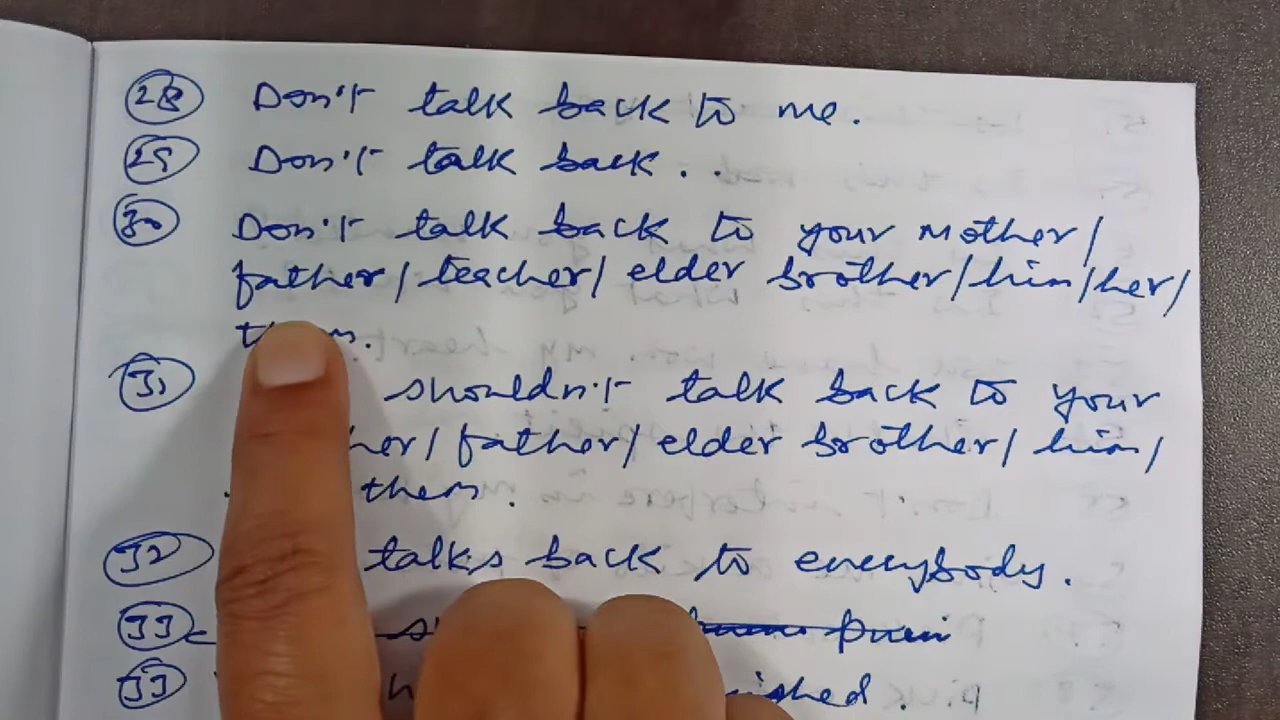 28 Don't talk back to me.
29 Don't talk back..
30 Don't talk back to your mother/
father/teacher/elder brother/him/her/
31 shouldn't talk back to your
father/elder brother/him/
them.
32 talks back to everybody.
33
33